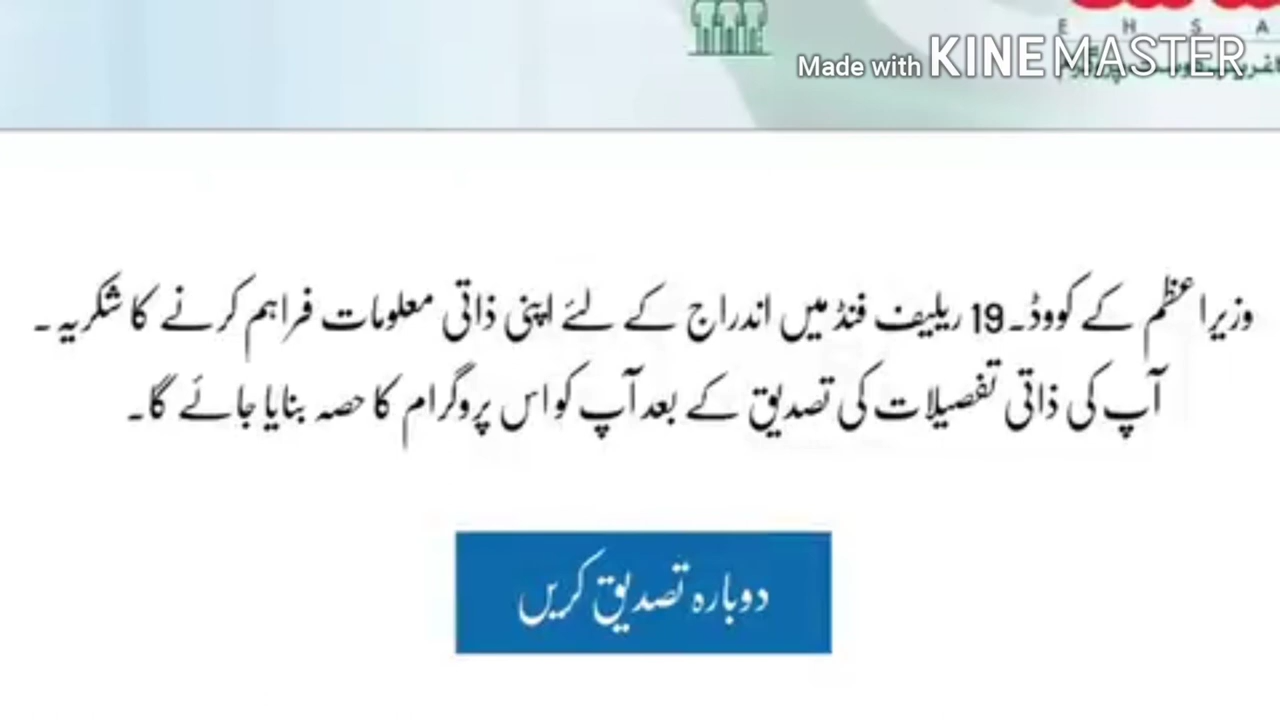 E H S A
Made with KINEMASTER
وزیراعظم کے کووڈ۔19 ریلیف فنڈ میں اندراج کے لئے اپنی ذاتی معلومات فراہم کرنے کا شکریہ۔
آپ کی ذاتی تفصیلات کی تصدیق کے بعد آپ کو اس پروگرام کا حصہ بنایا جائے گا۔
دوبارہ تصدیق کریں